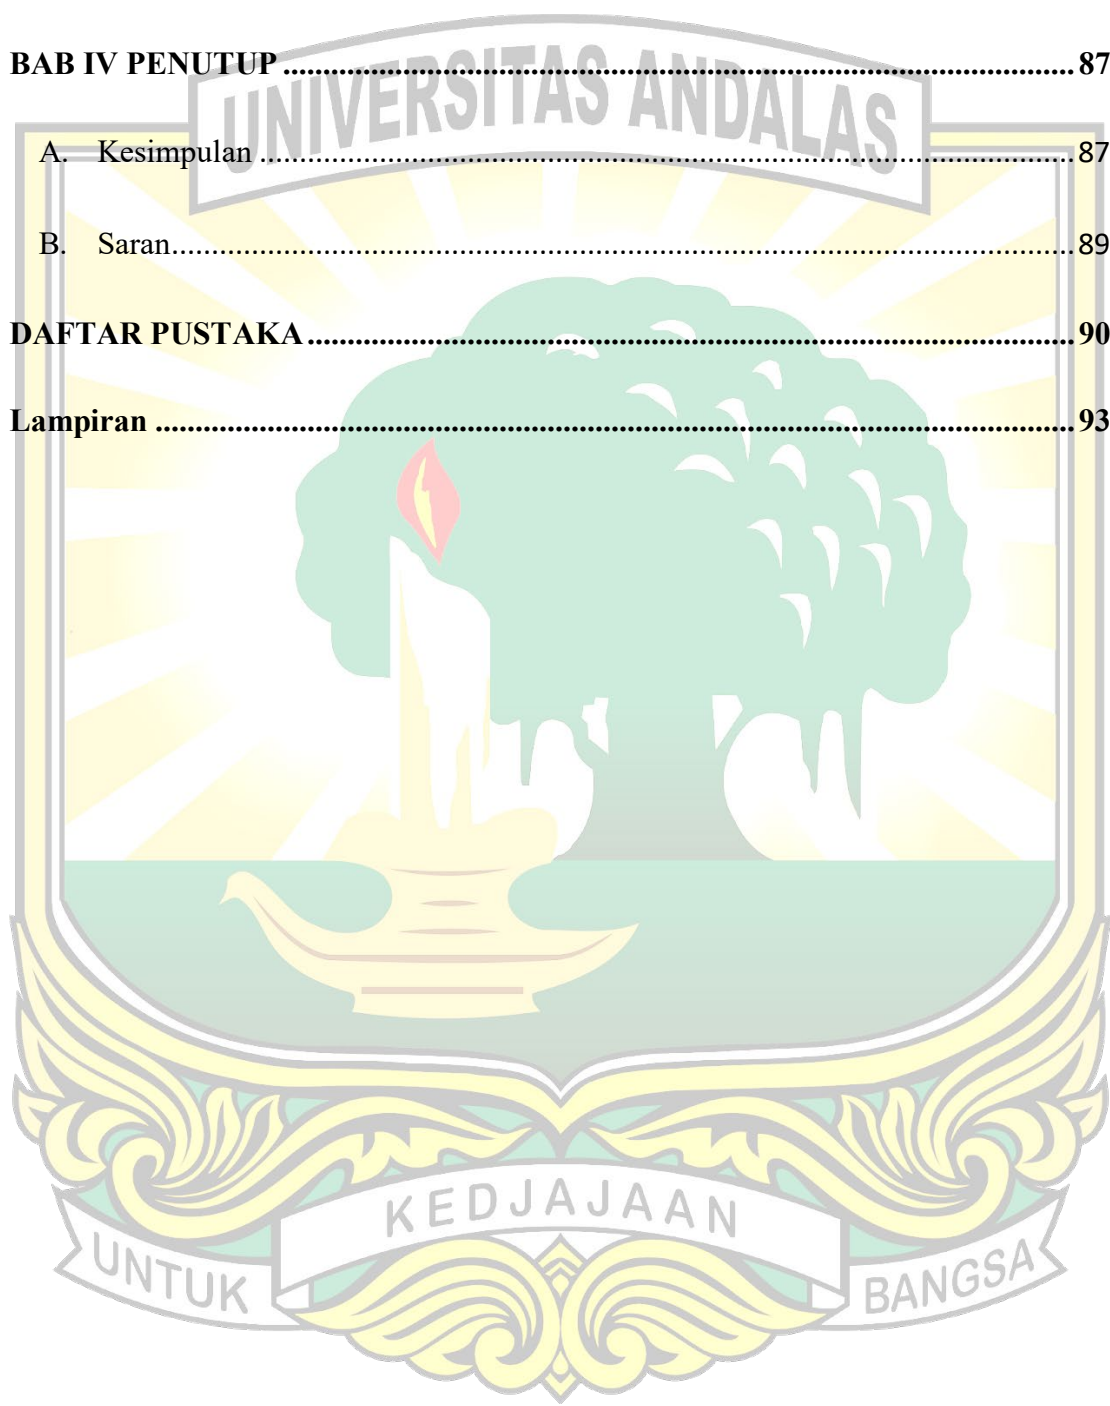 UNIVERSITAS ANDALAS
BAB IV PENUTUP ........................................................................................ 87
A. Kesimpulan ........................................................................................ 87
B. Saran........................................................................................ 89
DAFTAR PUSTAKA ........................................................................................ 90
Lampiran ........................................................................................ 93
UNTUK KEDJAJAAN BANGSA